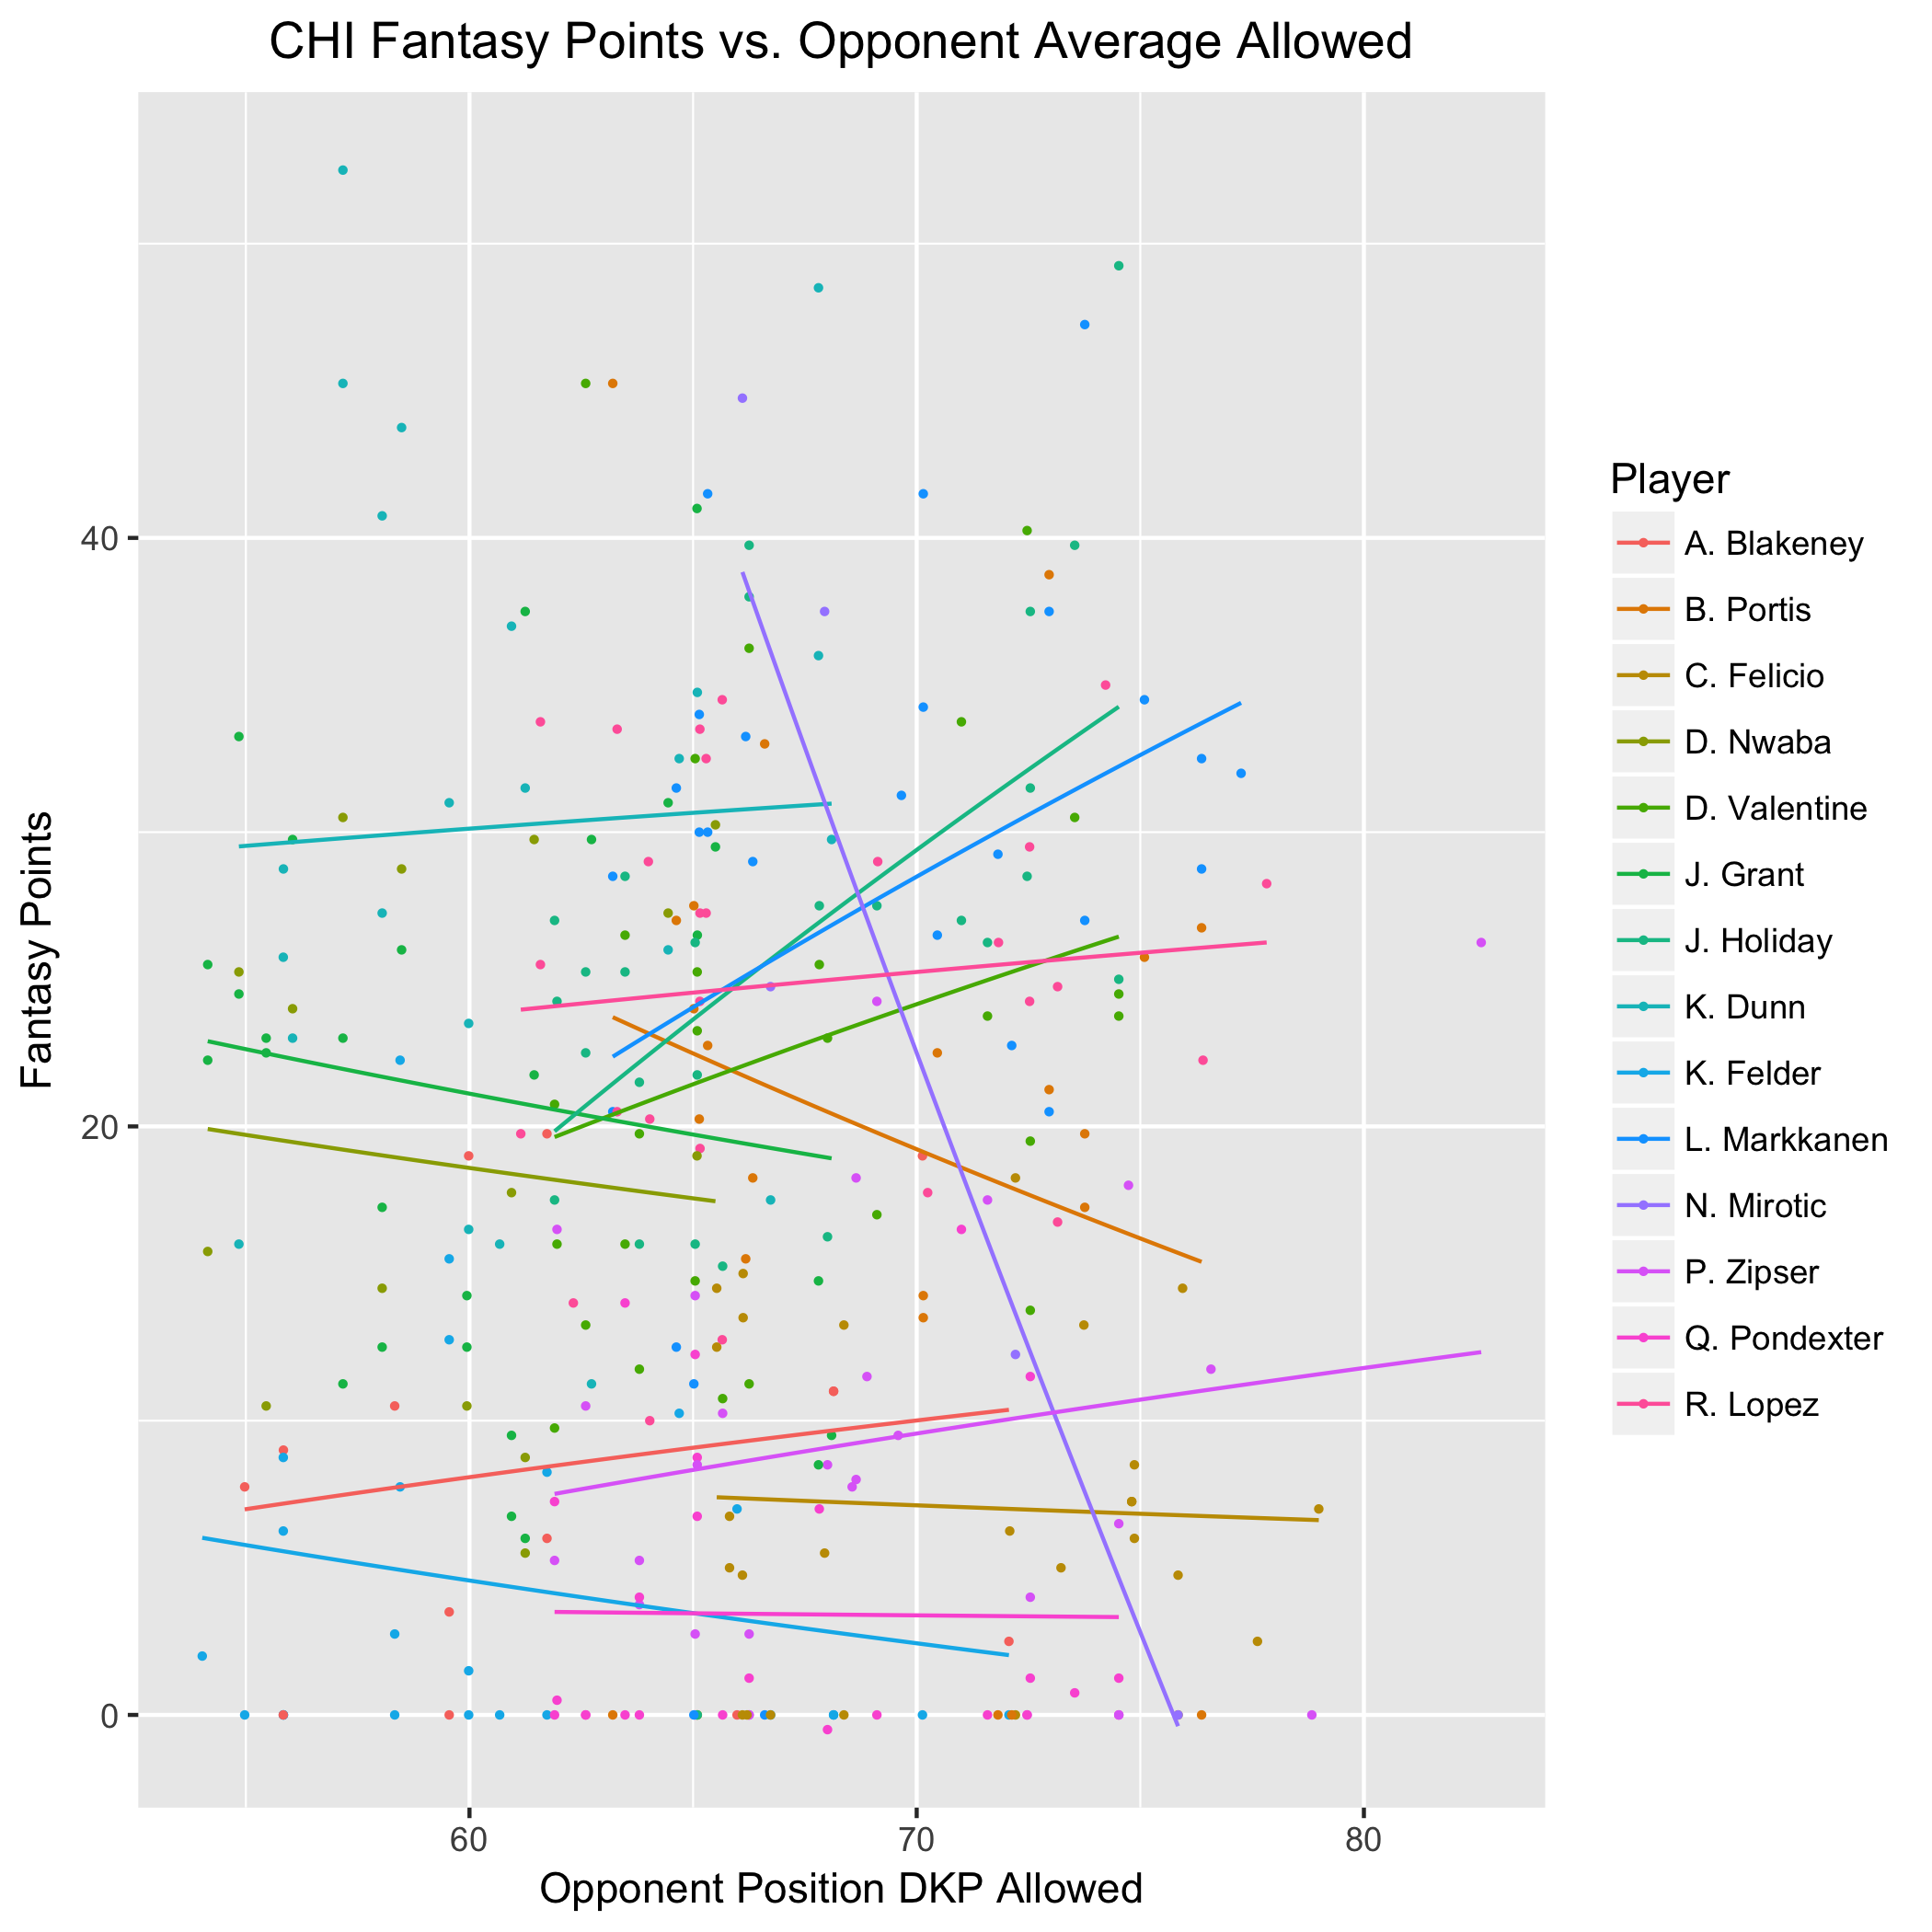 CHI Fantasy Points vs. Opponent Average Allowed
Fantasy Points
40
20
0
60
70
80
Opponent Position DKP Allowed
Player
A. Blakeney
B. Portis
C. Felicio
D. Nwaba
D. Valentine
J. Grant
J. Holiday
K. Dunn
K. Felder
L. Markkanen
N. Mirotic
P. Zipser
Q. Pondexter
R. Lopez